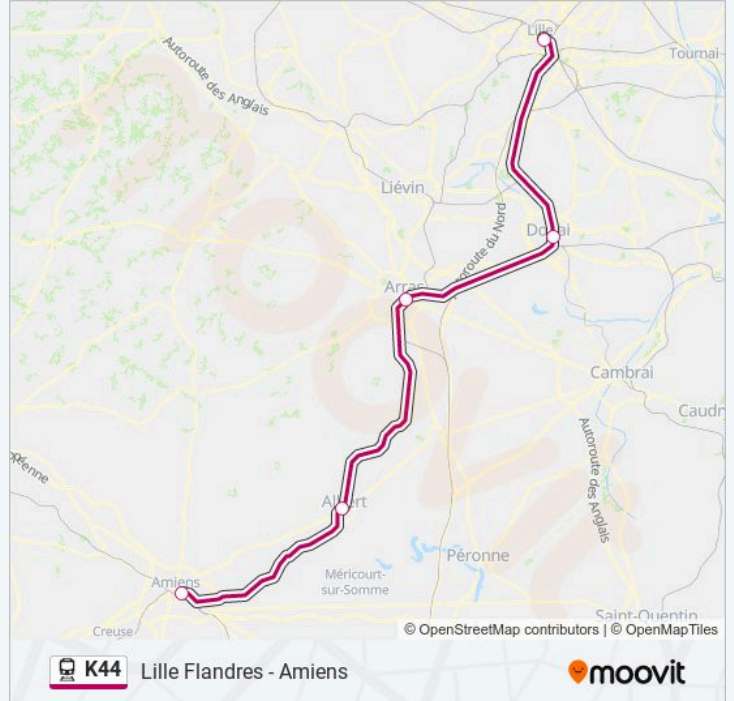 Lille
Autoroute des Anglais
Tournai
Liévin
Autoroute du Nord
Douai
Arras
Cambrai
Caudr
Autoroute des Anglais
Albert
Péronne
Amiens
Méricourt-
sur-Somme
Saint-Quentin
Creuse
© OpenStreetMap contributors | © OpenMapTiles
K44 Lille Flandres - Amiens
moovit